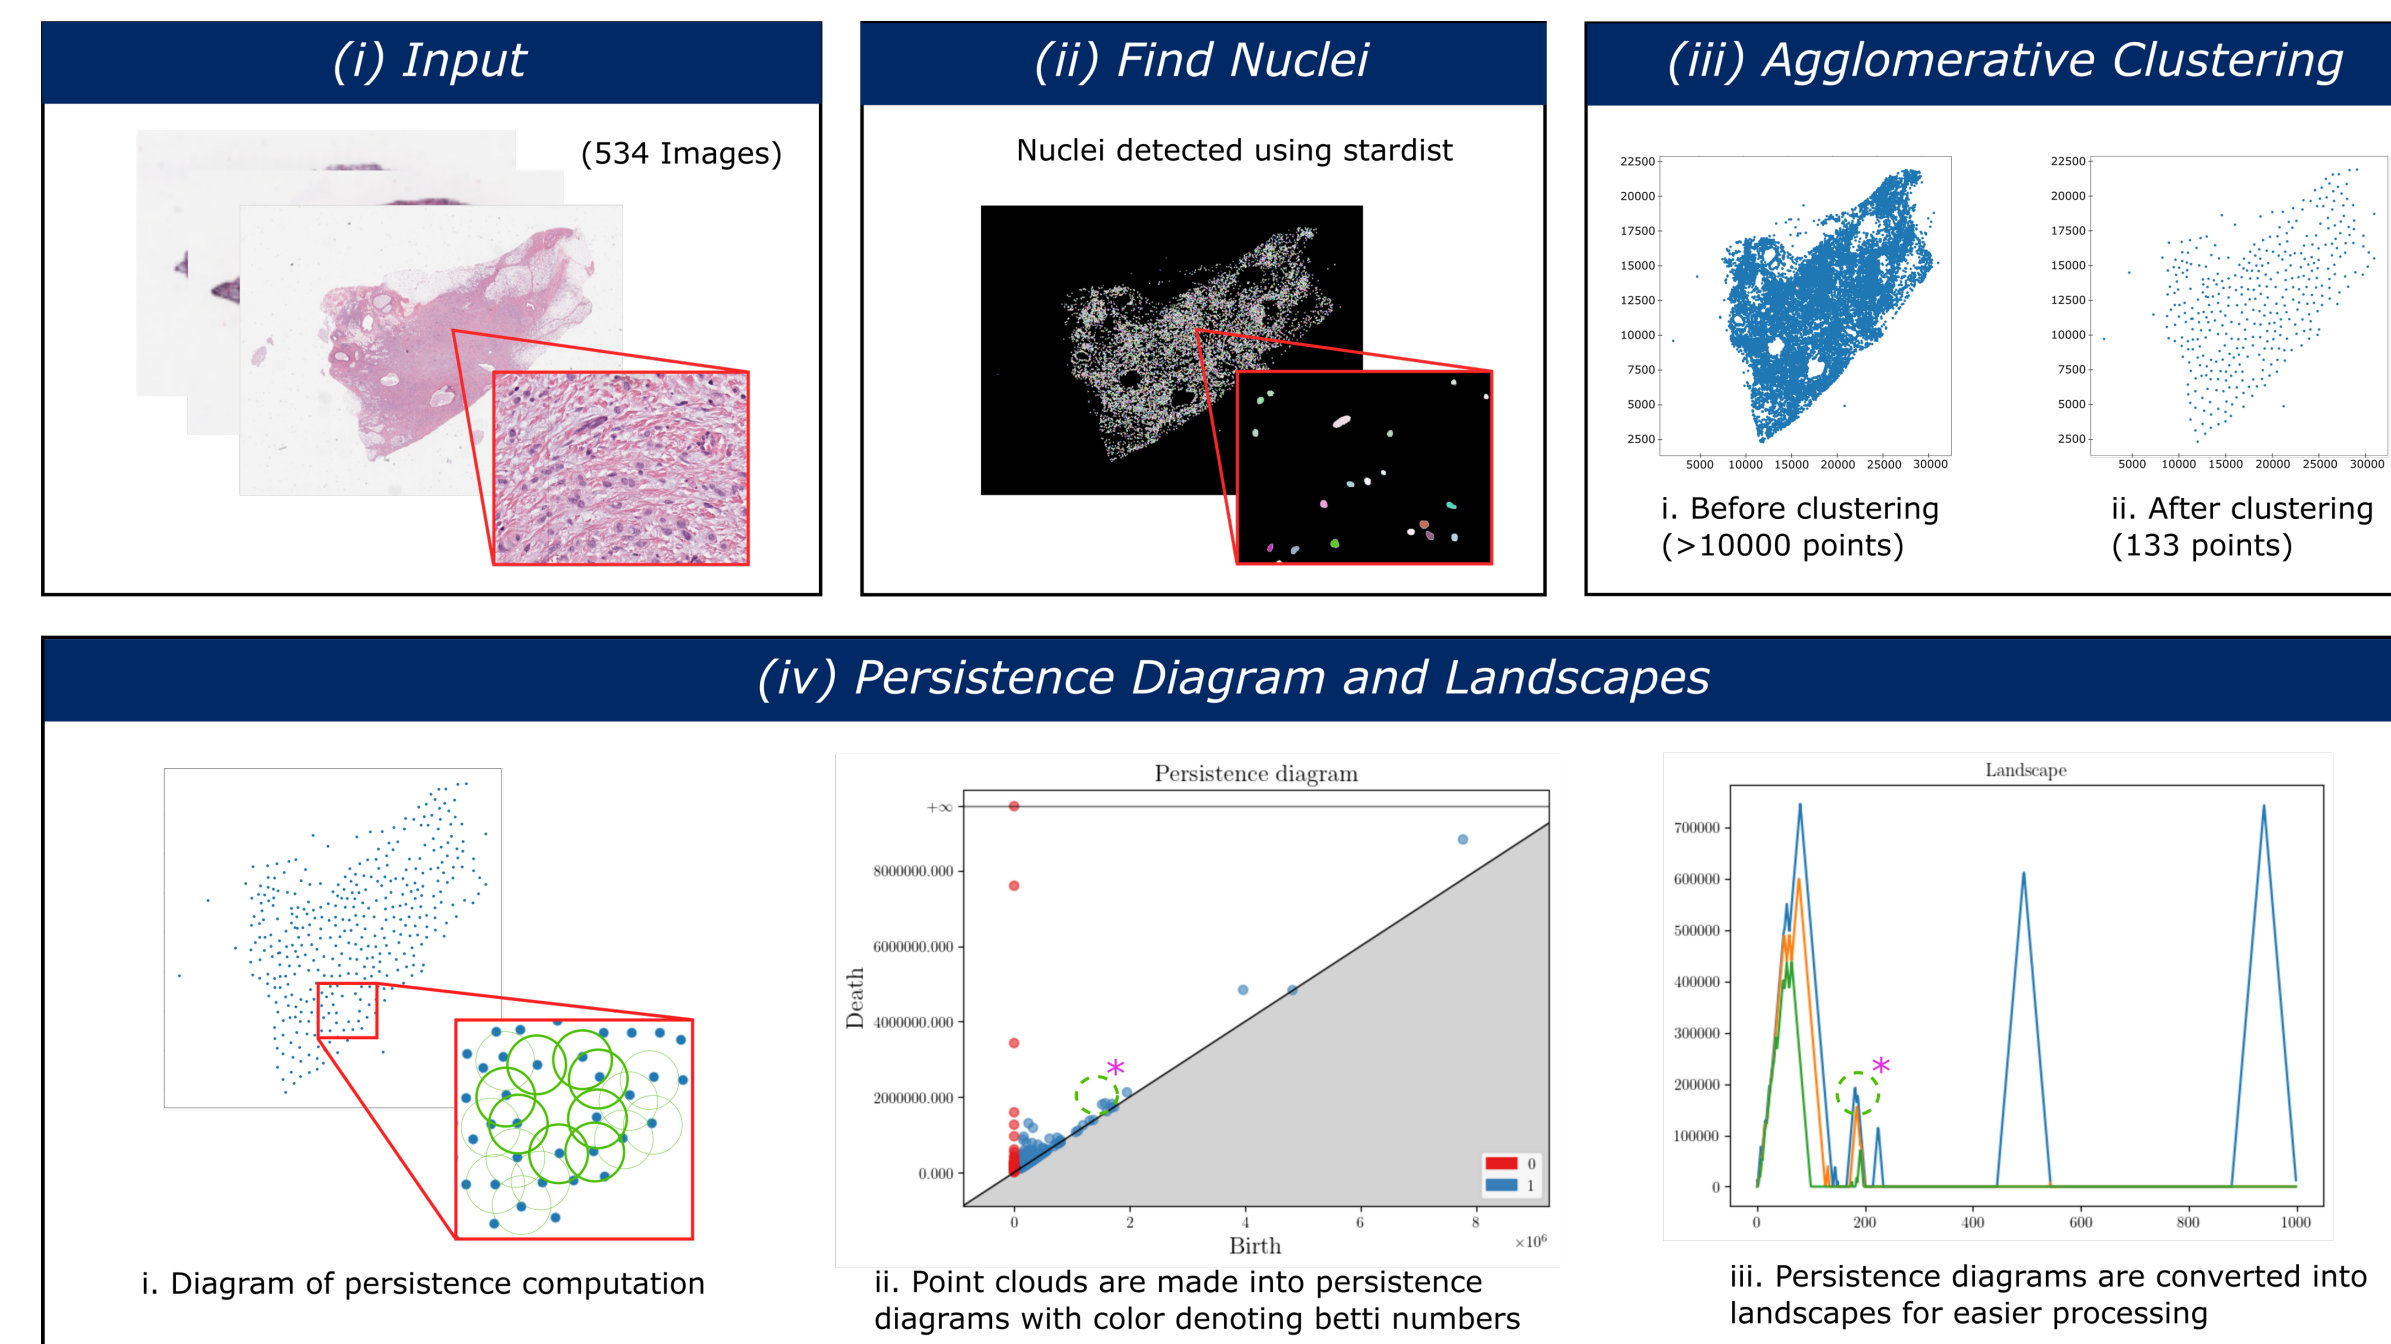 (i) Input
(534 Images)
(ii) Find Nuclei
Nuclei detected using stardist
(iii) Agglomerative Clustering
22500
20000
17500
15000
12500
10000
7500
5000
2500
5000 10000 15000 20000 25000 30000
i. Before clustering
(>10000 points)
22500
20000
17500
15000
12500
10000
7500
5000
2500
5000 10000 15000 20000 25000 30000
ii. After clustering
(133 points)
(iv) Persistence Diagram and Landscapes
i. Diagram of persistence computation
Persistence diagram
+∞
8000000.000
6000000.000
4000000.000
2000000.000
0.000
Death
*
0
1
0 2 4 6 8
Birth
×10⁶
ii. Point clouds are made into persistence
diagrams with color denoting betti numbers
Landscape
700000
600000
500000
400000
300000
200000
100000
0
*
0 200 400 600 800 1000
iii. Persistence diagrams are converted into
landscapes for easier processing